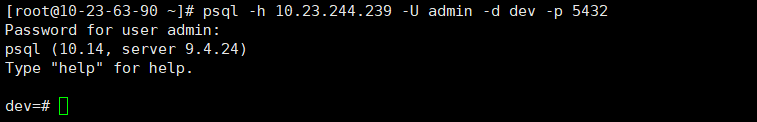 [root@10-23-63-90 ~]# psql -h 10.23.244.239 -U admin -d dev -p 5432
Password for user admin:
psql (10.14, server 9.4.24)
Type "help" for help.
dev=#